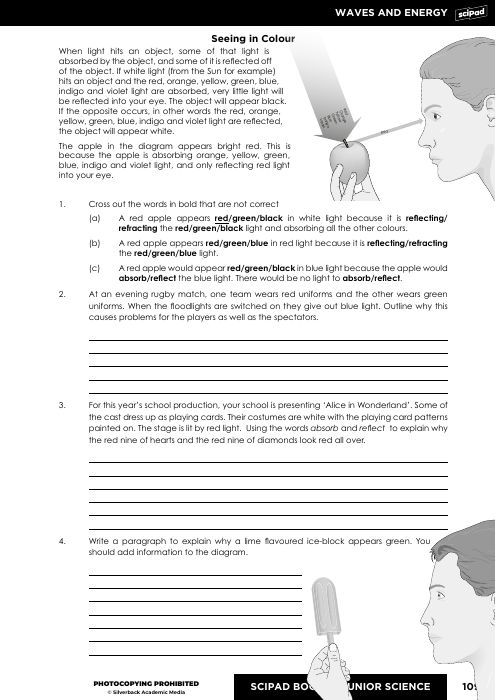 WAVES AND ENERGY
scipad
Seeing in Colour
When light hits an object, some of that light is
absorbed by the object, and some of it is reflected off
of the object. If white light (from the Sun for example)
hits an object and the red, orange, yellow, green, blue,
indigo and violet light are absorbed, very little light will
be reflected into your eye. The object will appear black.
If the opposite occurs, in other words the red, orange,
yellow, green, blue, indigo and violet light are reflected,
the object will appear white.
The apple in the diagram appears bright red. This is
because the apple is absorbing orange, yellow, green,
blue, indigo and violet light, and only reflecting red light
into your eye.
1. Cross out the words in bold that are not correct
(a) A red apple appears red/green/black in white light because it is reflecting/
refracting the red/green/black light and absorbing all the other colours.
(b) A red apple appears red/green/blue in red light because it is reflecting/refracting
the red/green/blue light.
(c) A red apple would appear red/green/black in blue light because the apple would
absorb/reflect the blue light. There would be no light to absorb/reflect.
2. At an evening rugby match, one team wears red uniforms and the other wears green
uniforms. When the floodlights are switched on they give out blue light. Outline why this
causes problems for the players as well as the spectators.
3. For this year's school production, your school is presenting 'Alice in Wonderland'. Some of
the cast dress up as playing cards. Their costumes are white with the playing card patterns
painted on. The stage is lit by red light. Using the words absorb and reflect to explain why
the red nine of hearts and the red nine of diamonds look red all over.
4. Write a paragraph to explain why a lime flavoured ice-block appears green. You
should add information to the diagram.
PHOTOCOPYING PROHIBITED
© Silverback Academic Media
SCIPAD UNIOR SCIENCE